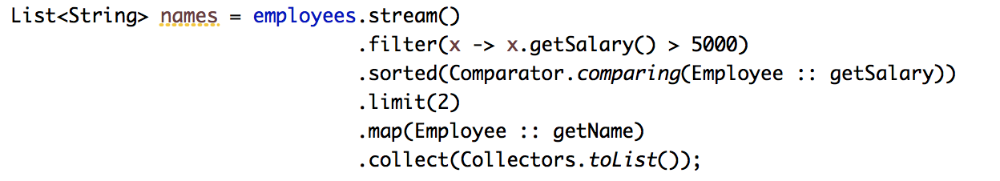 List<String> names = employees.stream()
.filter(x -> x.getSalary() > 5000)
.sorted(Comparator.comparing(Employee :: getSalary))
.limit(2)
.map(Employee :: getName)
.collect(Collectors.toList());